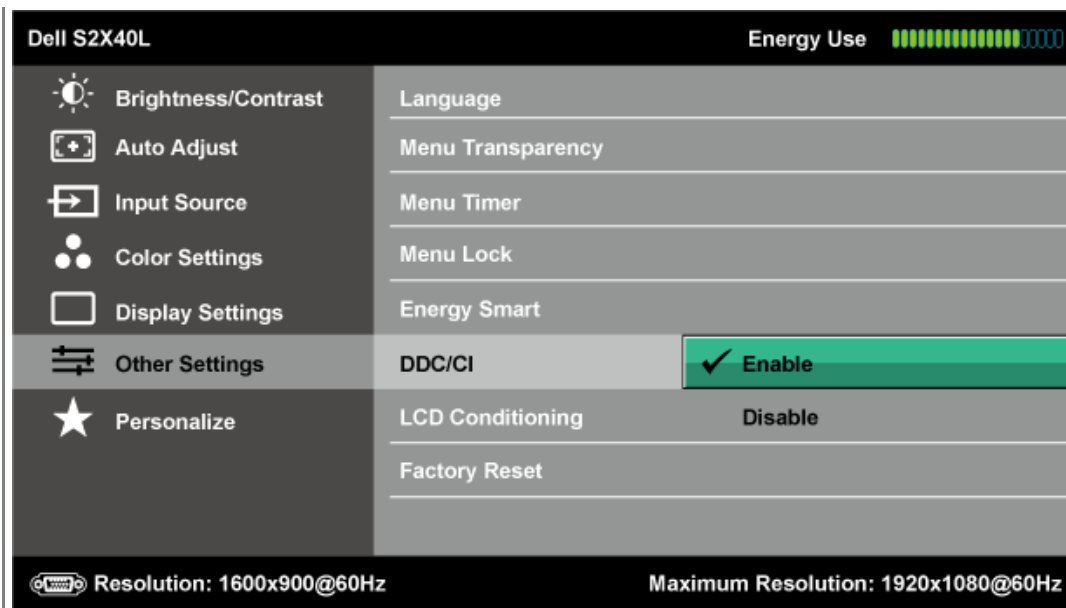 Dell S2X40L
Energy Use
Brightness/Contrast
Auto Adjust
Input Source
Color Settings
Display Settings
Other Settings
Personalize
Language
Menu Transparency
Menu Timer
Menu Lock
Energy Smart
DDC/CI
Enable
LCD Conditioning
Disable
Factory Reset
Resolution: 1600x900@60Hz
Maximum Resolution: 1920x1080@60Hz